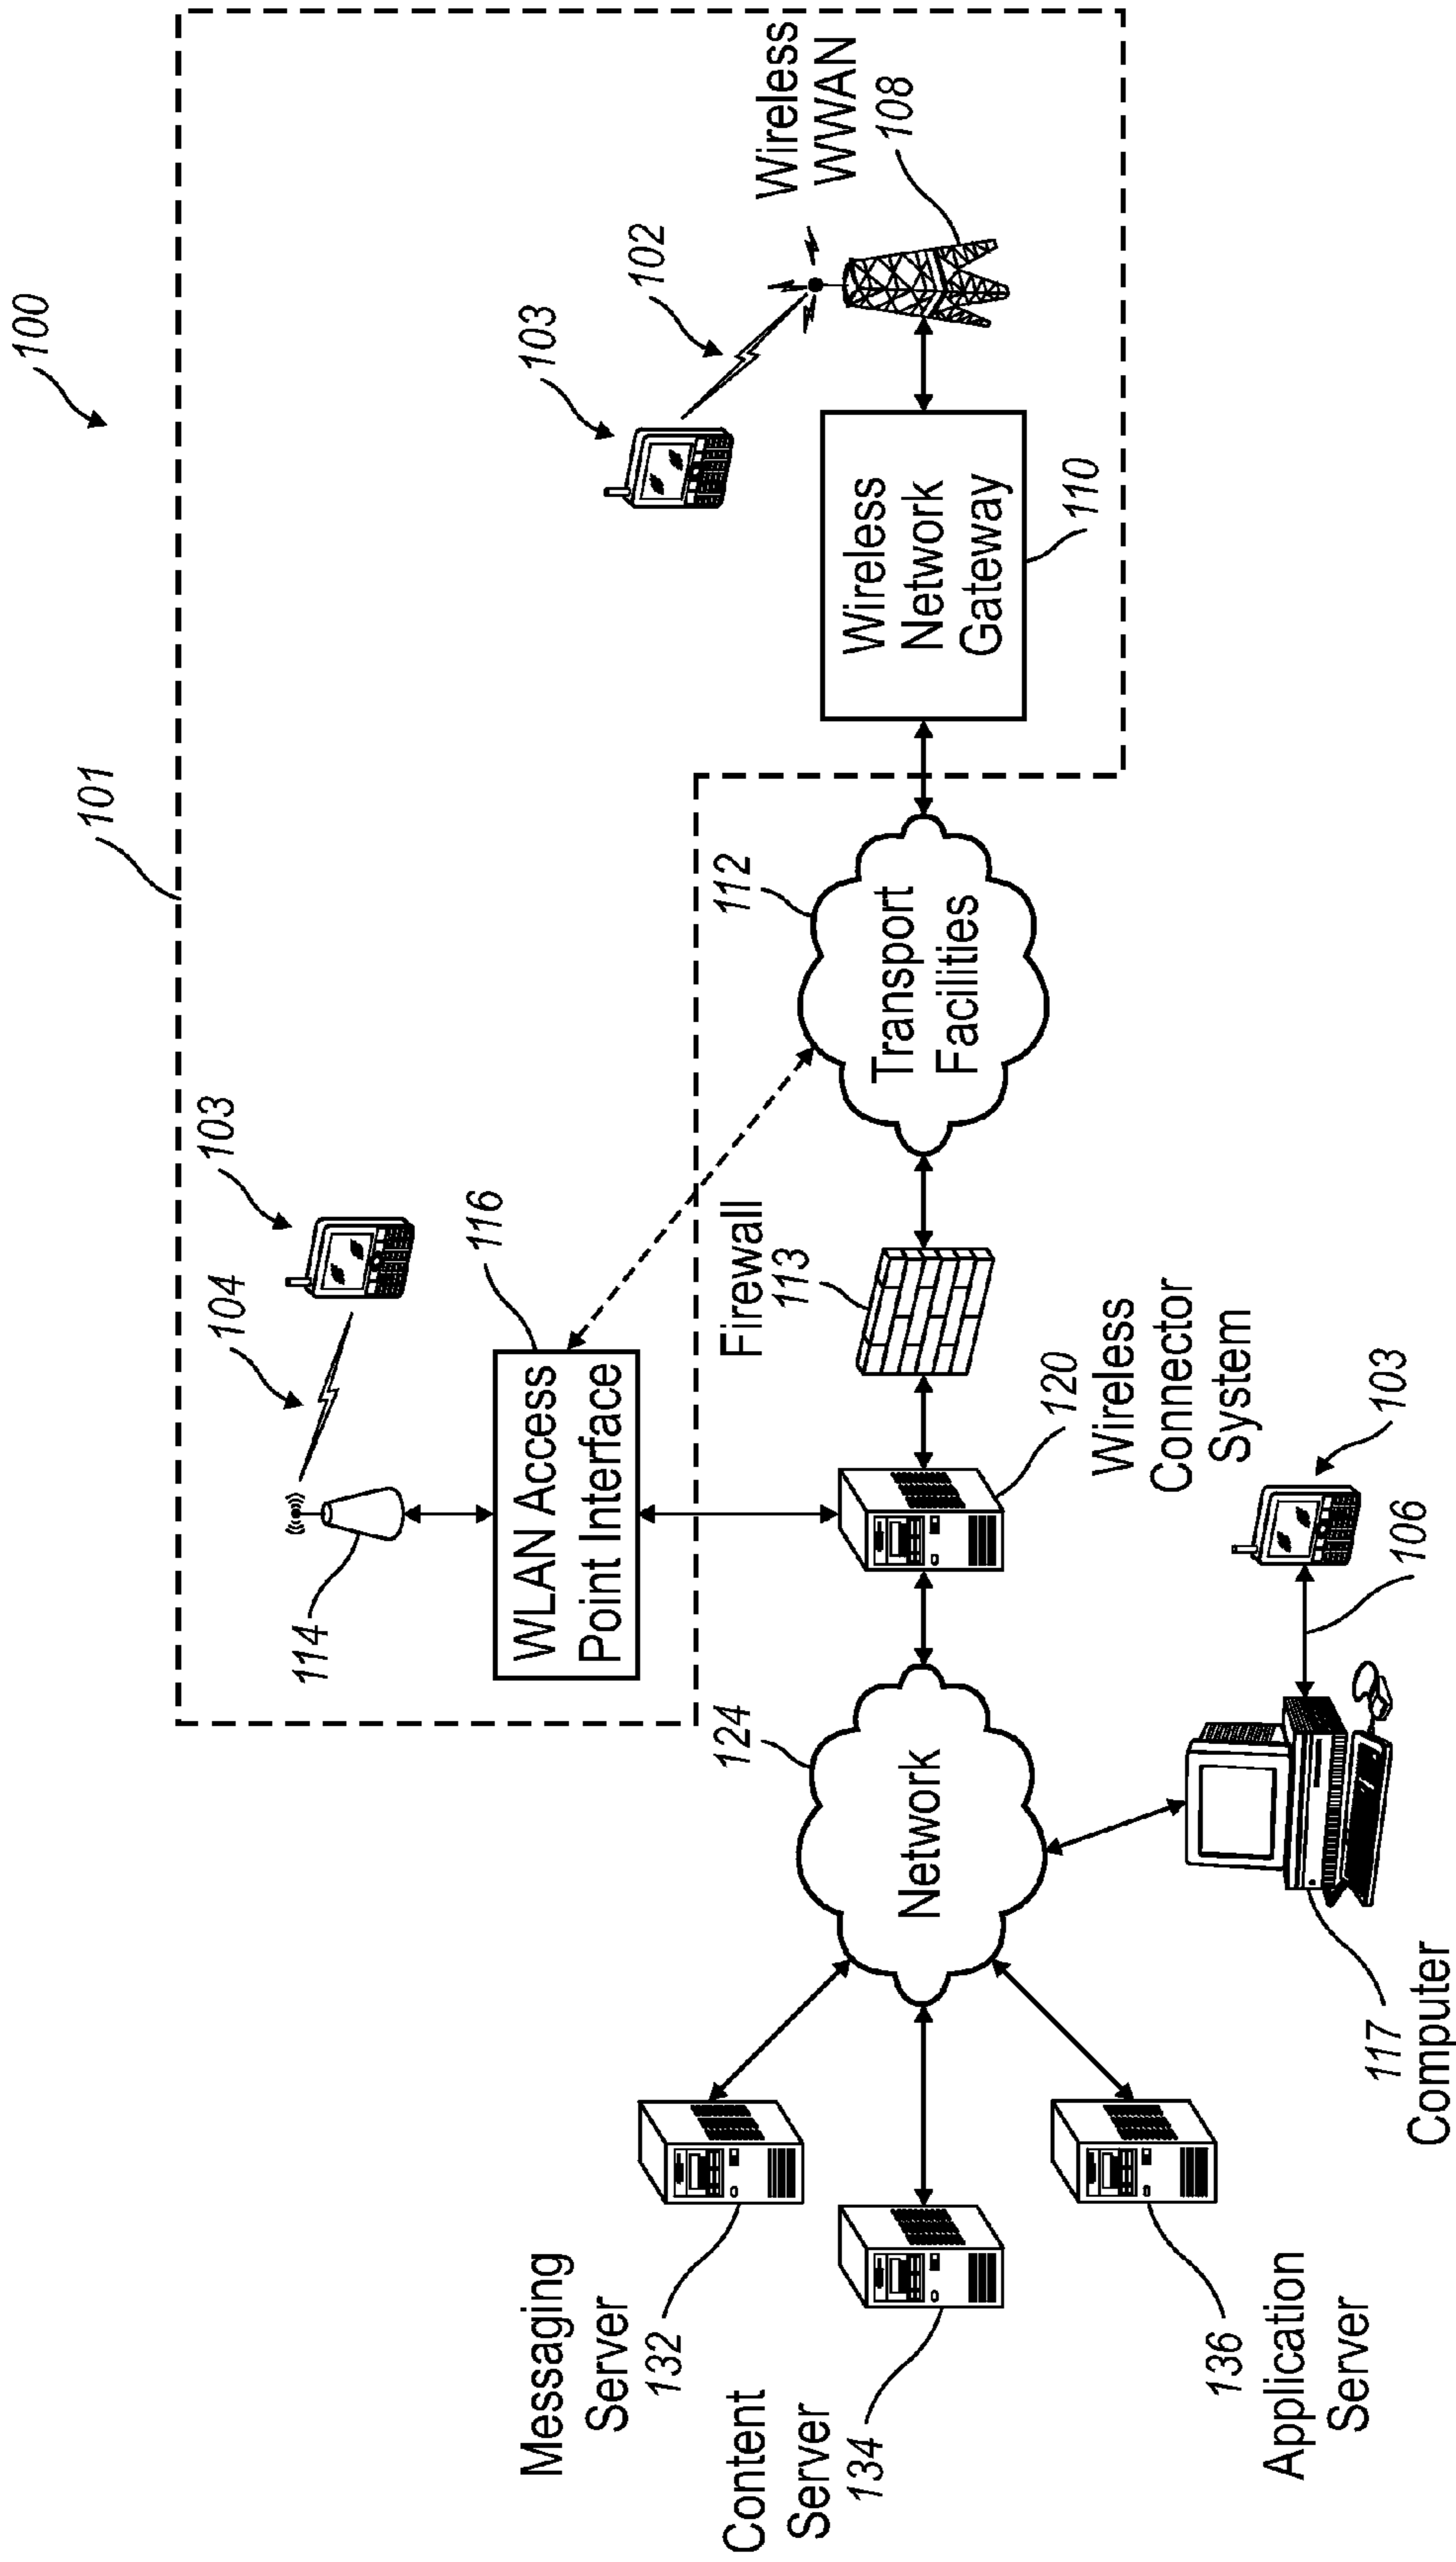 100
101
103
104
114
116
WLAN Access
Point Interface
103
102
Wireless
WWAN
108
Wireless
Network
Gateway
110
112
Transport
Facilities
Firewall
113
120
Wireless
Connector
System
124
Network
103
106
117
Computer
Messaging
Server
132
Content
Server
134
136
Application
Server